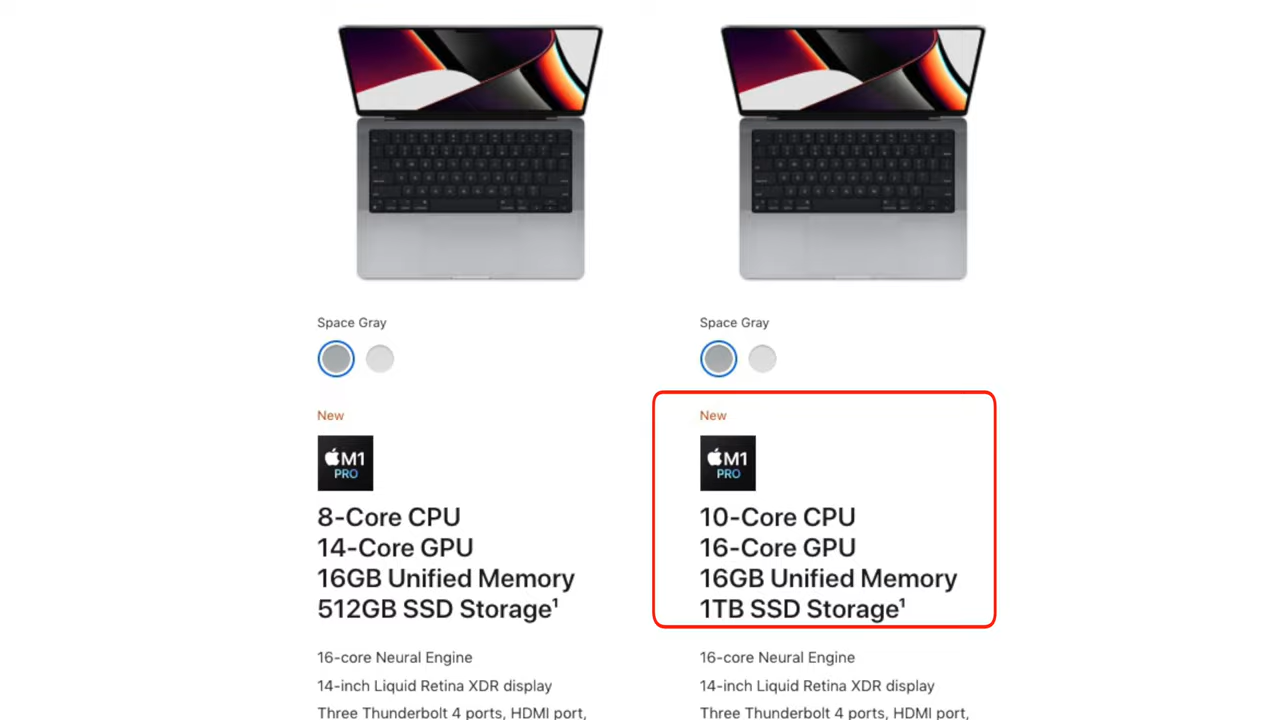 Space Gray
New
M1
PRO
8-Core CPU
14-Core GPU
16GB Unified Memory
512GB SSD Storage¹
16-core Neural Engine
14-inch Liquid Retina XDR display
Three Thunderbolt 4 ports, HDMI port,
Space Gray
New
M1
PRO
10-Core CPU
16-Core GPU
16GB Unified Memory
1TB SSD Storage¹
16-core Neural Engine
14-inch Liquid Retina XDR display
Three Thunderbolt 4 ports, HDMI port,